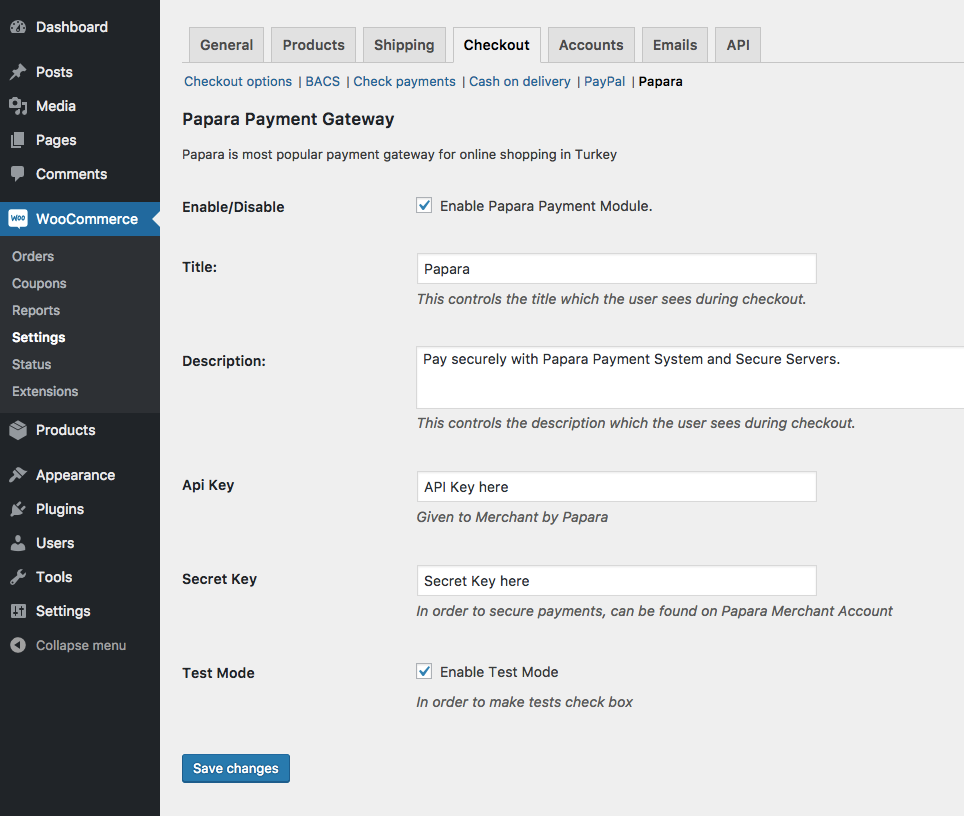 Dashboard
Posts
Media
Pages
Comments
WOO WooCommerce
Orders
Coupons
Reports
Settings
Status
Extensions
Products
Appearance
Plugins
Users
Tools
Settings
Collapse menu
General Products Shipping Checkout Accounts Emails API
Checkout options | BACS | Check payments | Cash on delivery | PayPal | Papara
Papara Payment Gateway
Papara is most popular payment gateway for online shopping in Turkey
Enable/Disable Enable Papara Payment Module.
Title: Papara
This controls the title which the user sees during checkout.
Description: Pay securely with Papara Payment System and Secure Servers.
This controls the description which the user sees during checkout.
Api Key API Key here
Given to Merchant by Papara
Secret Key Secret Key here
In order to secure payments, can be found on Papara Merchant Account
Test Mode Enable Test Mode
In order to make tests check box
Save changes